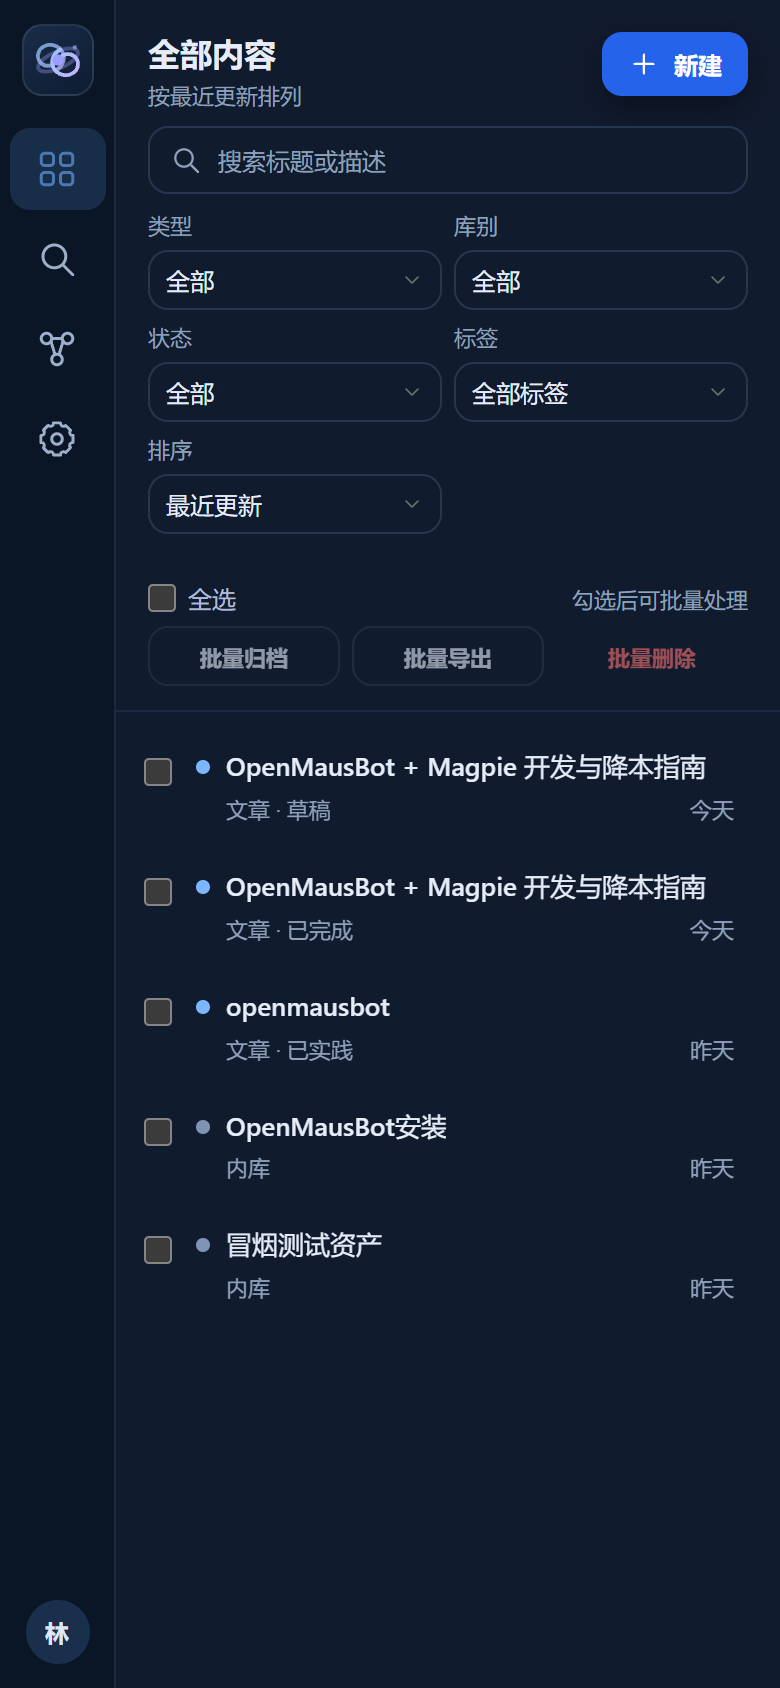 全部内容
新建
按最近更新排列
搜索标题或描述
类型
库别
全部
全部
状态
标签
全部
全部标签
排序
最近更新
全选
勾选后可批量处理
批量归档
批量导出
批量删除
OpenMausBot + Magpie 开发与降本指南
文章 · 草稿
今天
OpenMausBot + Magpie 开发与降本指南
文章 · 已完成
今天
openmausbot
文章 · 已实践
昨天
OpenMausBot安装
内库
昨天
冒烟测试资产
内库
昨天
林